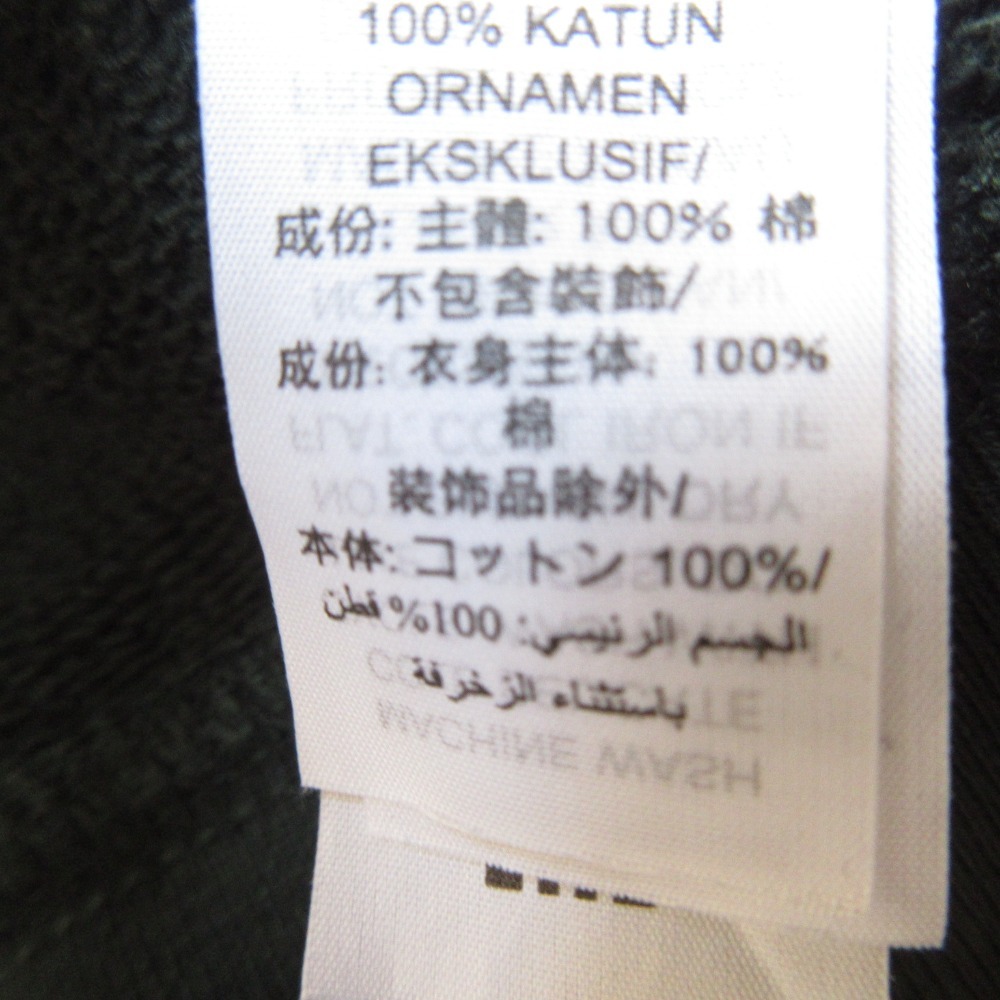 100% KATUN
ORNAMEN
EKSKLUSIF/
成份: 主體: 100% 棉
不包含裝飾/
成份: 衣身主体: 100%
棉
装饰品除外/
本体: コットン 100%/
الجسم الرئيسي: 100% قطن
باستثناء الزخرفة
MACHINE WASH